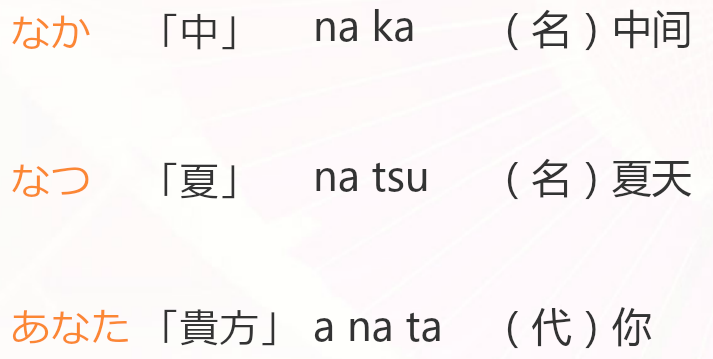 なか 「中」 na ka （名）中间
なつ 「夏」 na tsu （名）夏天
あなた 「貴方」 a na ta （代）你